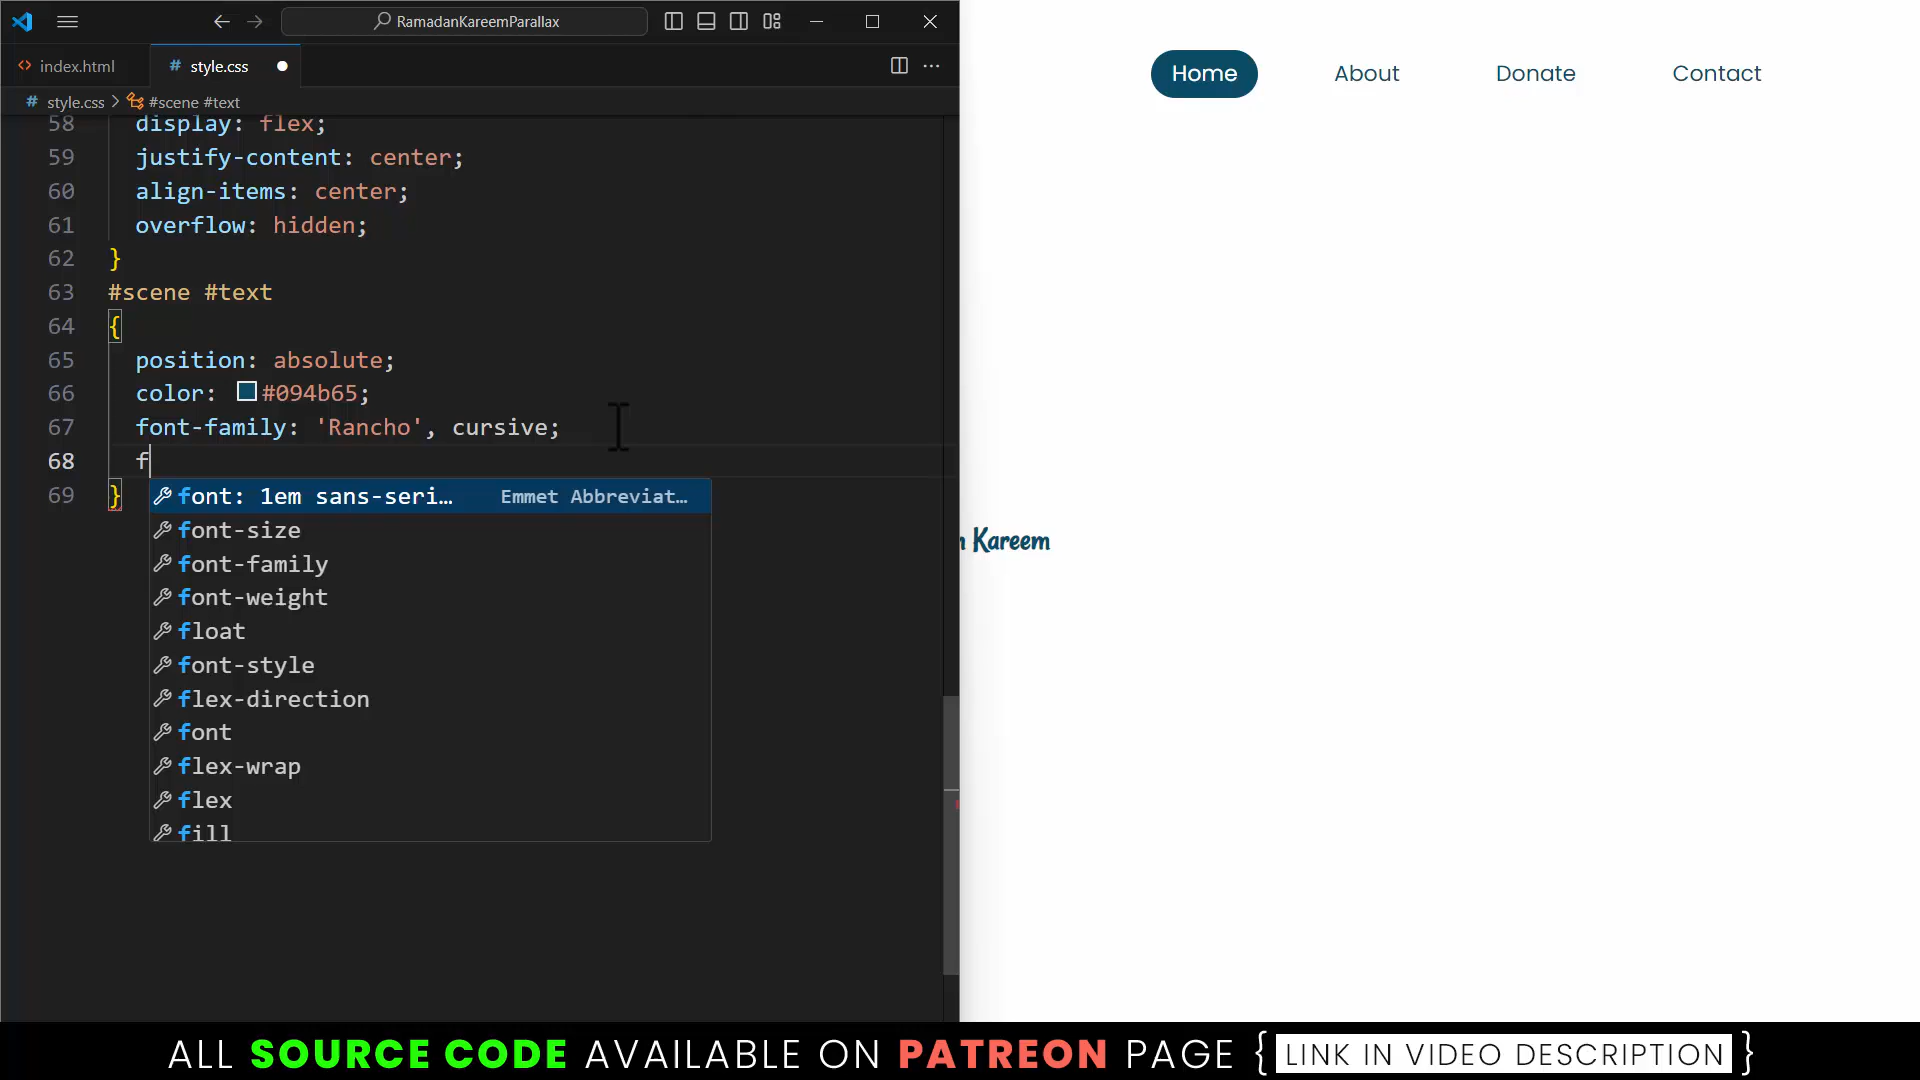 RamadanKareemParallax
index.html
style.css
style.css > #scene #text
Home
About
Donate
Contact
58 display: flex;
59 justify-content: center;
60 align-items: center;
61 overflow: hidden;
62 }
63 #scene #text
64 {
65 position: absolute;
66 color: #094b65;
67 font-family: 'Rancho', cursive;
68 f
69 }
font: 1em sans-seri… Emmet Abbreviat…
font-size
font-family
font-weight
float
font-style
flex-direction
font
flex-wrap
flex
fill
n Kareem
ALL SOURCE CODE AVAILABLE ON PATREON PAGE { LINK IN VIDEO DESCRIPTION }